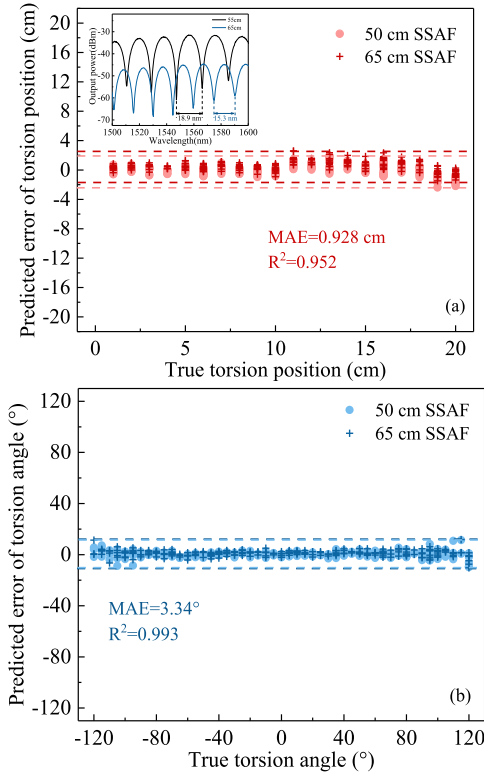 Predicted error of torsion position (cm)
20
16
12
8
4
0
-4
-8
-12
-16
-20
Output power(dBm)
-30
-40
-50
-60
-70
55cm
65cm
18.9 nm
15.3 nm
1500 1520 1540 1560 1580 1600
Wavelength(nm)
50 cm SSAF
65 cm SSAF
MAE=0.928 cm
R²=0.952
(a)
0 5 10 15 20
True torsion position (cm)
Predicted error of torsion angle (°)
120
80
40
0
-40
-80
-120
50 cm SSAF
65 cm SSAF
MAE=3.34°
R²=0.993
(b)
-120 -80 -40 0 40 80 120
True torsion angle (°)